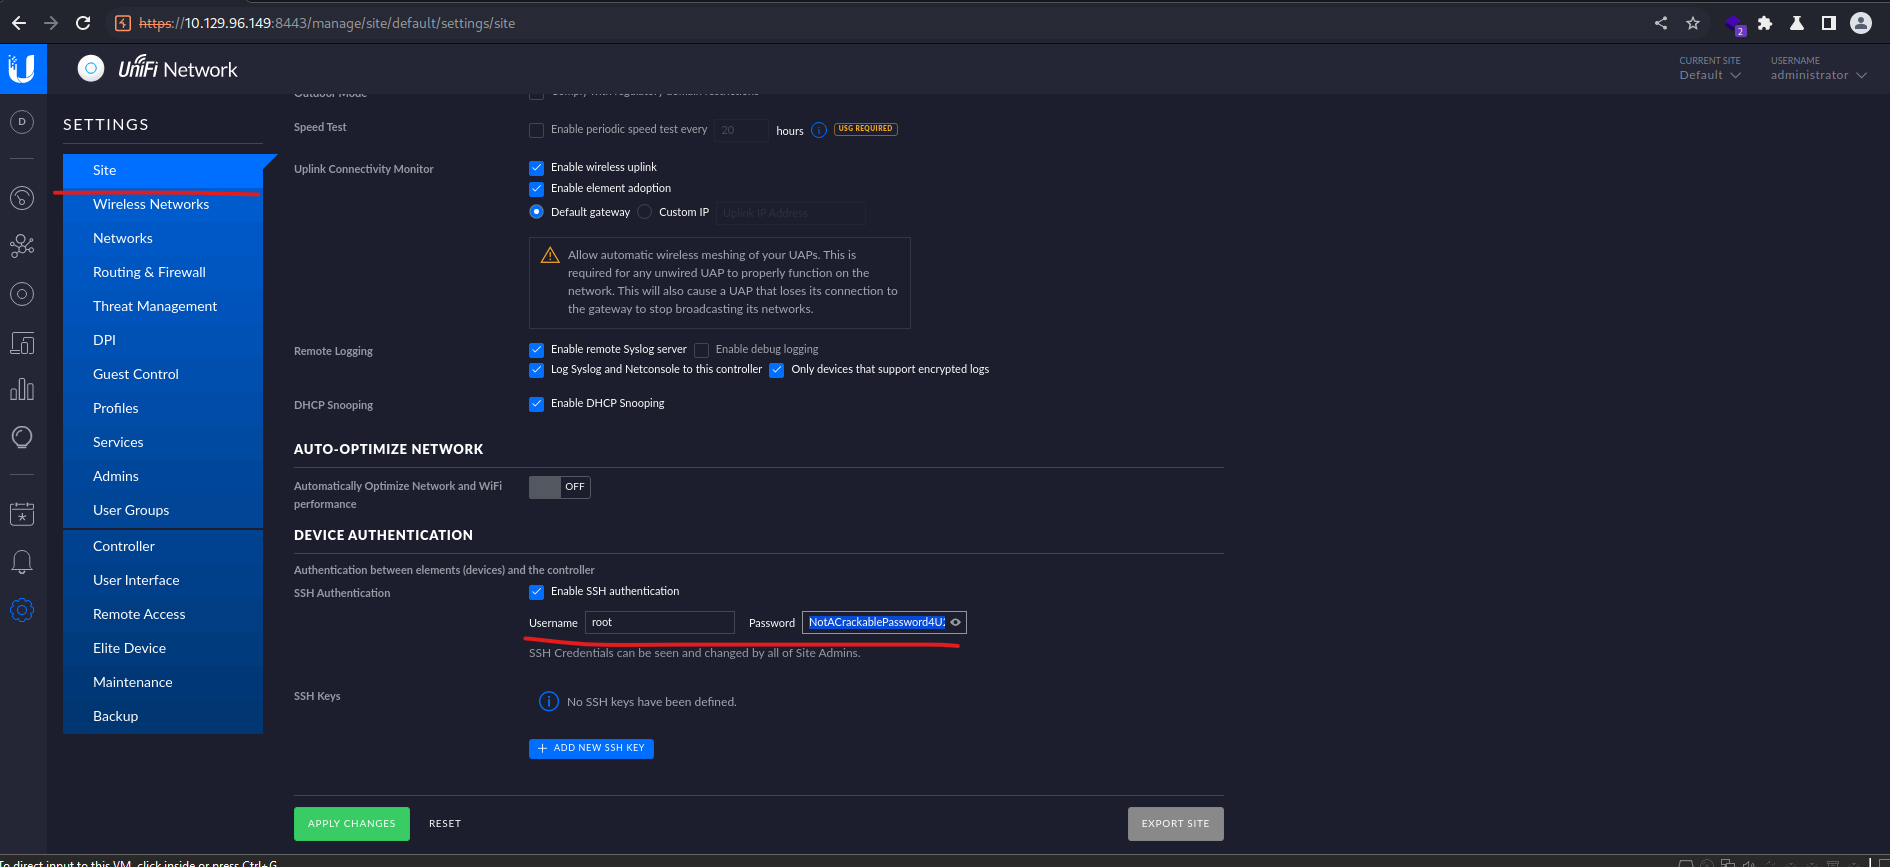 https://10.129.96.149:8443/manage/site/default/settings/site
2
UniFi Network
CURRENT SITE
Default
USERNAME
administrator
D
SETTINGS
Site
Wireless Networks
Networks
Routing & Firewall
Threat Management
DPI
Guest Control
Profiles
Services
Admins
User Groups
Controller
User Interface
Remote Access
Elite Device
Maintenance
Backup
Outdoor Mode Comply with regulatory domain restrictions
Speed Test Enable periodic speed test every 20 hours USG REQUIRED
Uplink Connectivity Monitor Enable wireless uplink
Enable element adoption
Default gateway Custom IP Uplink IP Address
Allow automatic wireless meshing of your UAPs. This is
required for any unwired UAP to properly function on the
network. This will also cause a UAP that loses its connection to
the gateway to stop broadcasting its networks.
Remote Logging Enable remote Syslog server Enable debug logging
Log Syslog and Netconsole to this controller Only devices that support encrypted logs
DHCP Snooping Enable DHCP Snooping
AUTO-OPTIMIZE NETWORK
Automatically Optimize Network and WiFi
performance
OFF
DEVICE AUTHENTICATION
Authentication between elements (devices) and the controller
SSH Authentication Enable SSH authentication
Username root Password NotACrackablePassword4U
SSH Credentials can be seen and changed by all of Site Admins.
SSH Keys No SSH keys have been defined.
+ ADD NEW SSH KEY
APPLY CHANGES RESET EXPORT SITE
To direct input to this VM, click inside or press Ctrl+G.